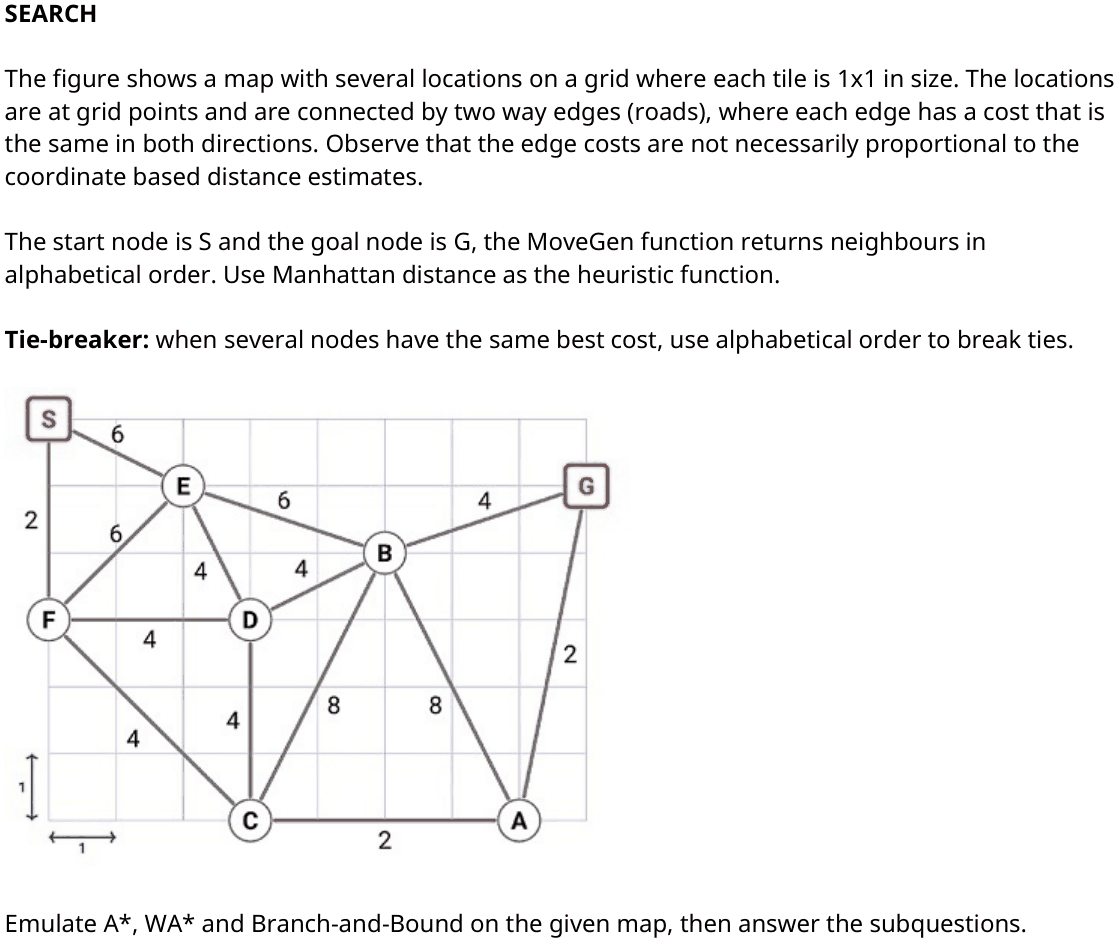 SEARCH
The figure shows a map with several locations on a grid where each tile is 1x1 in size. The locations
are at grid points and are connected by two way edges (roads), where each edge has a cost that is
the same in both directions. Observe that the edge costs are not necessarily proportional to the
coordinate based distance estimates.
The start node is S and the goal node is G, the MoveGen function returns neighbours in
alphabetical order. Use Manhattan distance as the heuristic function.
Tie-breaker: when several nodes have the same best cost, use alphabetical order to break ties.
S
6
E
G
6
4
2
6
B
4
4
F
D
4
2
8
8
4
4
1
C
A
2
1
Emulate A*, WA* and Branch-and-Bound on the given map, then answer the subquestions.